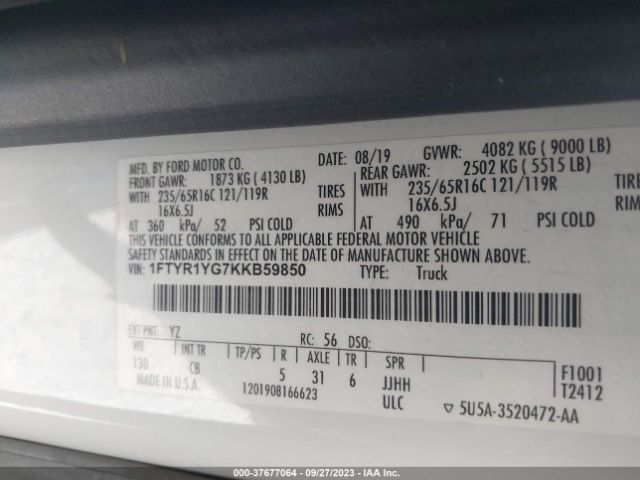 MFD. BY FORD MOTOR CO.
DATE: 08/19 GVWR: 4082 KG ( 9000 LB)
FRONT GAWR: 1873 KG ( 4130 LB) REAR GAWR: 2502 KG ( 5515 LB)
WITH 235/65R16C 121/119R TIRES WITH 235/65R16C 121/119R
16X6.5J RIMS 16X6.5J
AT 360 kPa/ 52 PSI COLD AT 490 kPa/ 71 PSI COLD
THIS VEHICLE CONFORMS TO ALL APPLICABLE FEDERAL MOTOR VEHICLE
SAFETY STANDARDS IN EFFECT ON THE DATE OF MANUFACTURE SHOWN ABOVE.
VIN: 1FTYR1YG7KKB59850 TYPE: Truck
EXT PNT: YZ RC: 56 DSO:
WB INT TR TP/PS R AXLE TR SPR
130 CB 5 31 6 JJHH F1001
MADE IN U.S.A. 1201908166623 ULC T2412
5U5A-3520472-AA
000-37677064 | 09/27/2023 | IAA Inc.